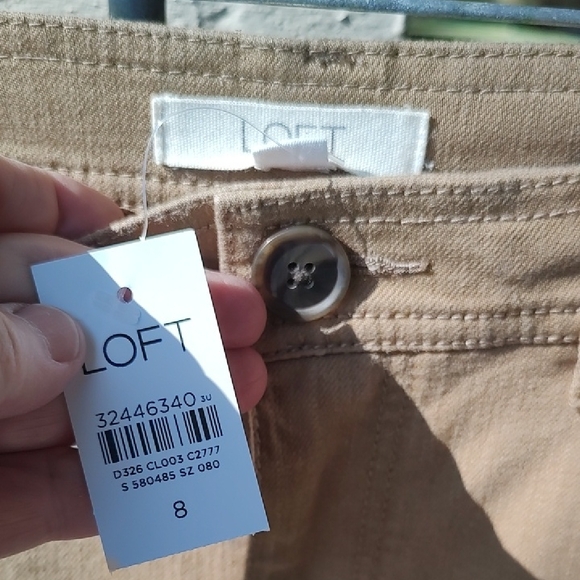 LOFT
LOFT
32446340 3U
D326 CL003 C2777
S 580485 SZ 080
8